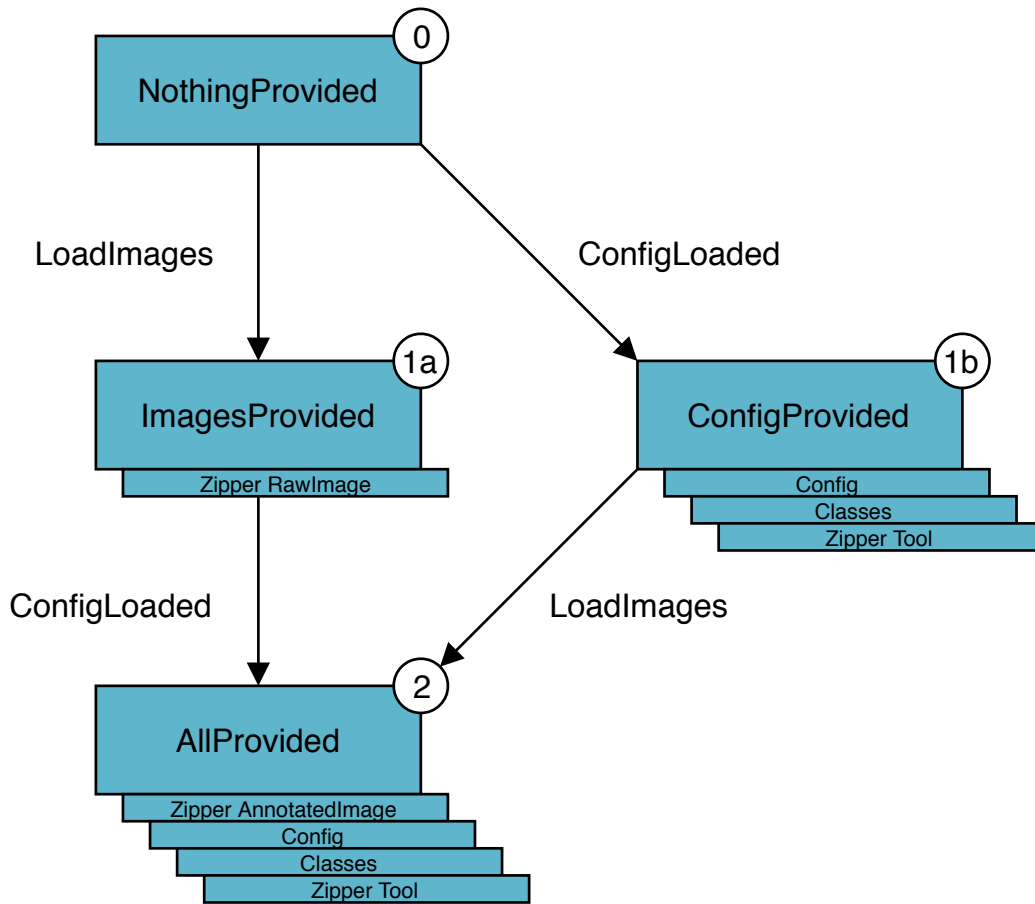 0
NothingProvided
LoadImages
ConfigLoaded
1a
ImagesProvided
Zipper RawImage
1b
ConfigProvided
Config
Classes
Zipper Tool
ConfigLoaded
LoadImages
2
AllProvided
Zipper AnnotatedImage
Config
Classes
Zipper Tool